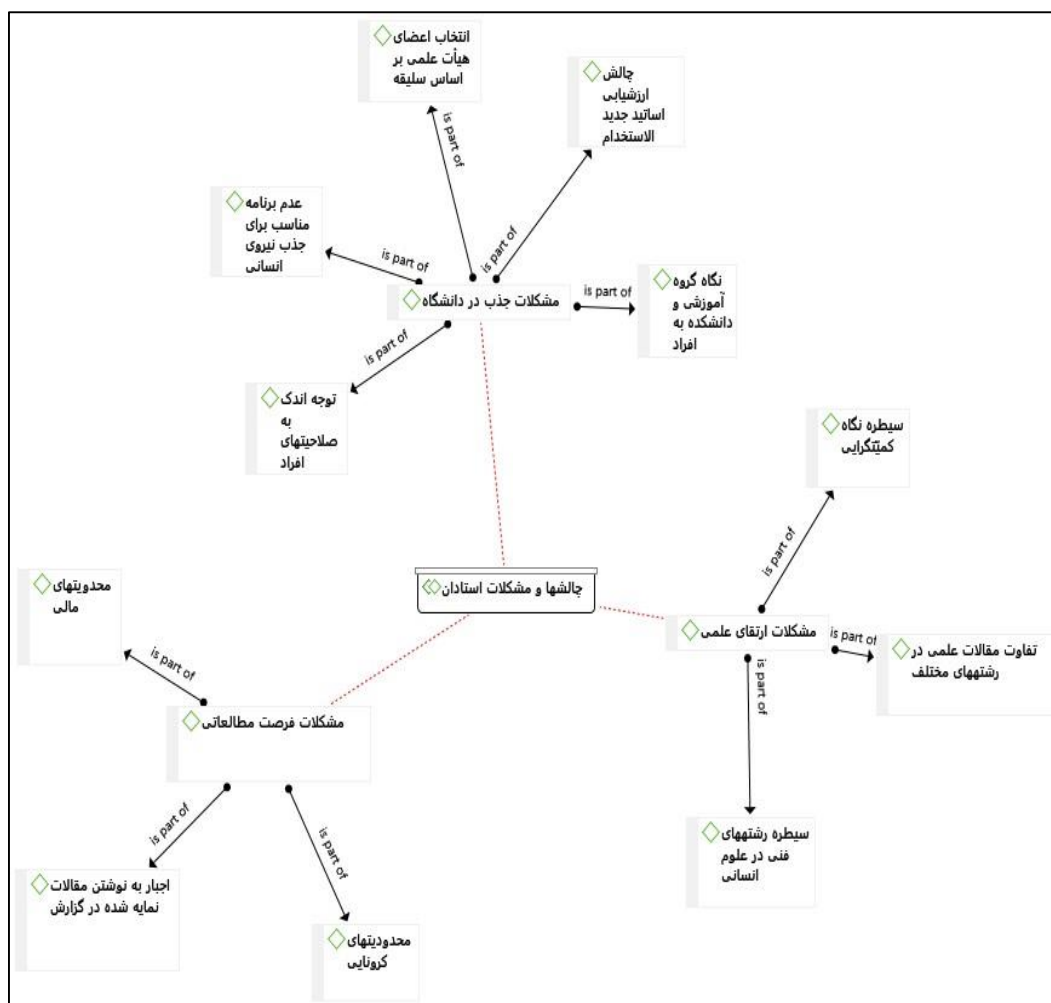 انتخاب اعضای
هیأت علمی بر
اساس سلیقه
چالش
ارزشیابی
اساتید جدید
الاستخدام
is part of
is part of
عدم برنامه
مناسب برای
جذب نیروی
انسانی
is part of
مشکلات جذب در دانشگاه
is part of
نگاه گروه
آموزشی و
دانشکده به
افراد
is part of
توجه اندک
به
صلاحیتهای
افراد
سیطره نگاه
کمیّتگرایی
is part of
چالشها و مشکلات استادان
مشکلات ارتقای علمی
is part of
تفاوت مقالات علمی در
رشتههای مختلف
is part of
سیطره رشتههای
فنی در علوم
انسانی
محدویتهای
مالی
is part of
مشکلات فرصت مطالعاتی
is part of
is part of
اجبار به نوشتن مقالات
نمایه شده در گزارش
محدودیتهای
کرونایی